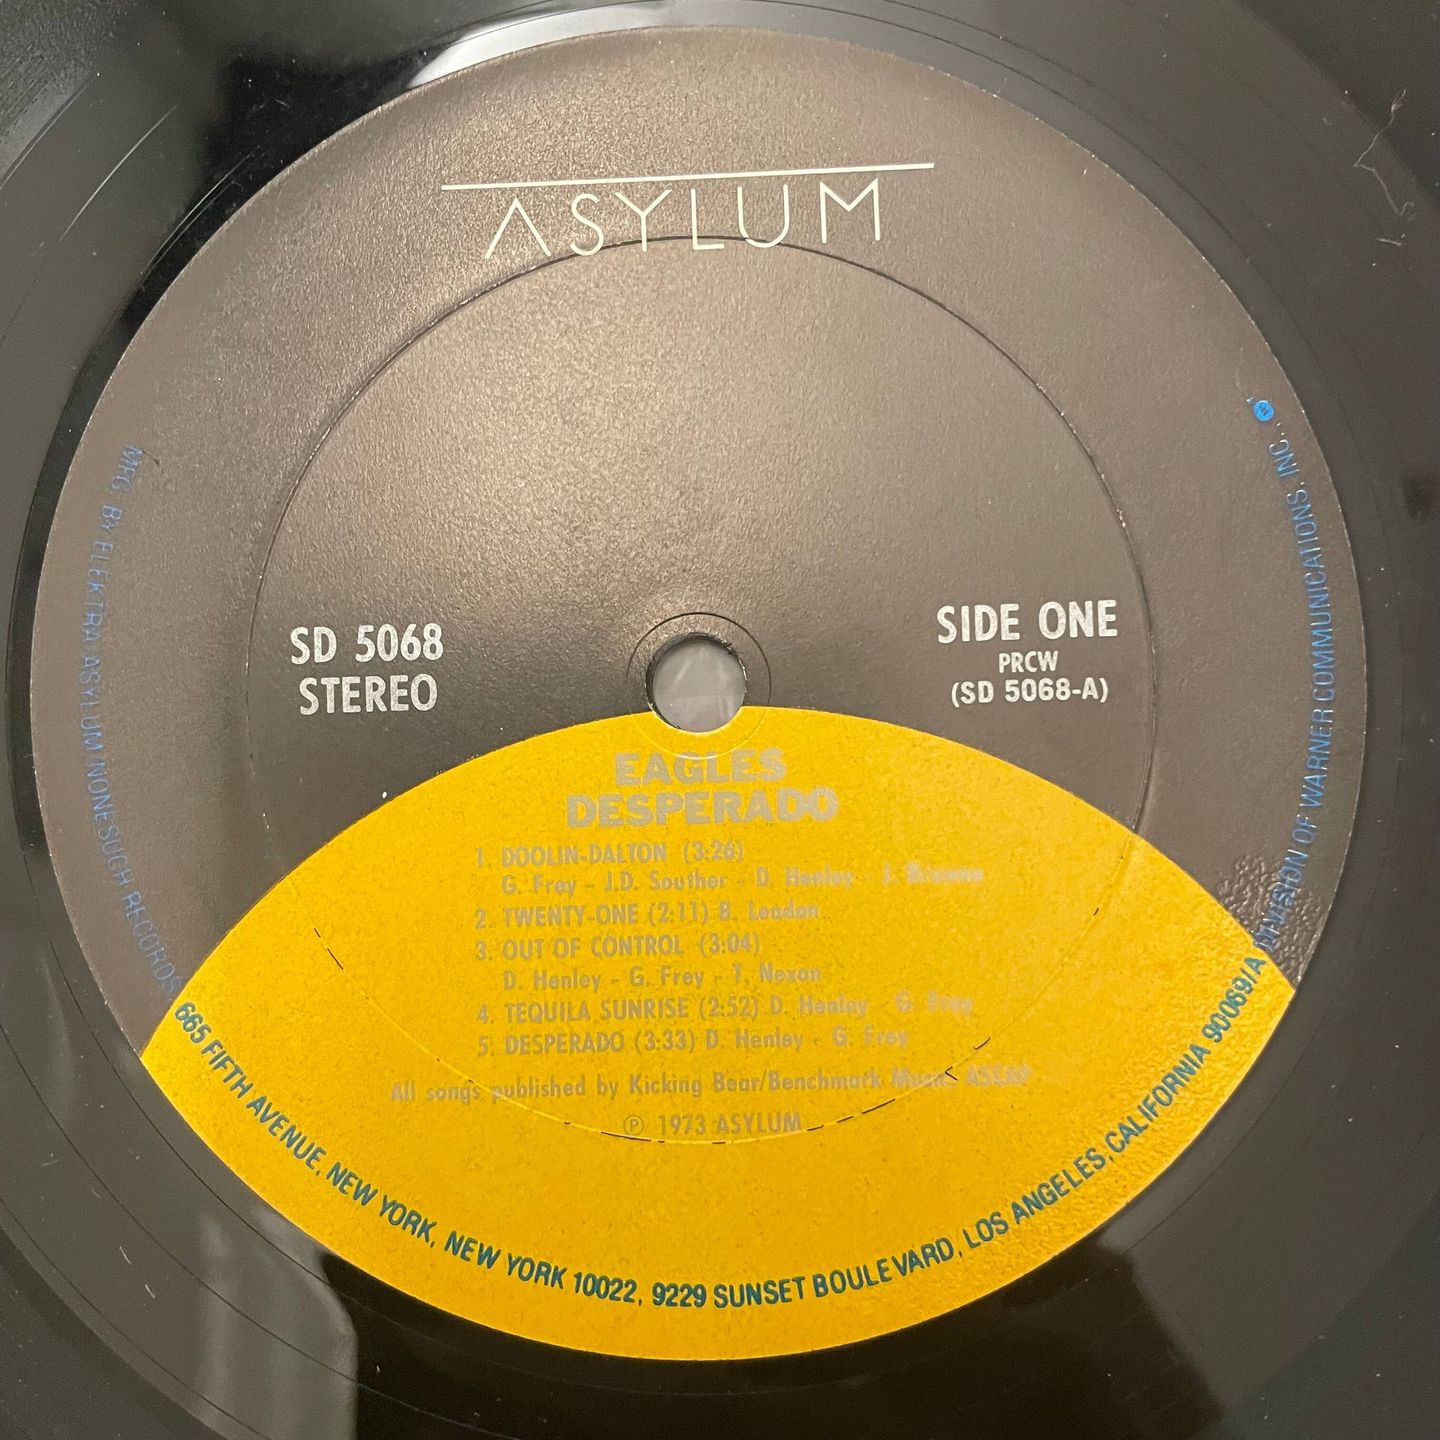 ASYLUM
SD 5068
STEREO
SIDE ONE
PRCW
(SD 5068-A)
EAGLES
DESPERADO
1. DOOLIN-DALTON (3:26)
G. Frey - J.D. Souther - D. Henley - J. Browne
2. TWENTY-ONE (2:11) B. Leadon
3. OUT OF CONTROL (3:04)
D. Henley - G. Frey - T. Nexon
4. TEQUILA SUNRISE (2:52) D. Henley - G. Frey
5. DESPERADO (3:33) D. Henley - G. Frey
All songs published by Kicking Bear/Benchmark Music ASCAP
℗ 1973 ASYLUM
MFG. BY ELEKTRA/ASYLUM/NONESUCH RECORDS, 665 FIFTH AVENUE, NEW YORK, NEW YORK 10022, 9229 SUNSET BOULEVARD, LOS ANGELES, CALIFORNIA 90069/A DIVISION OF WARNER COMMUNICATIONS, INC.